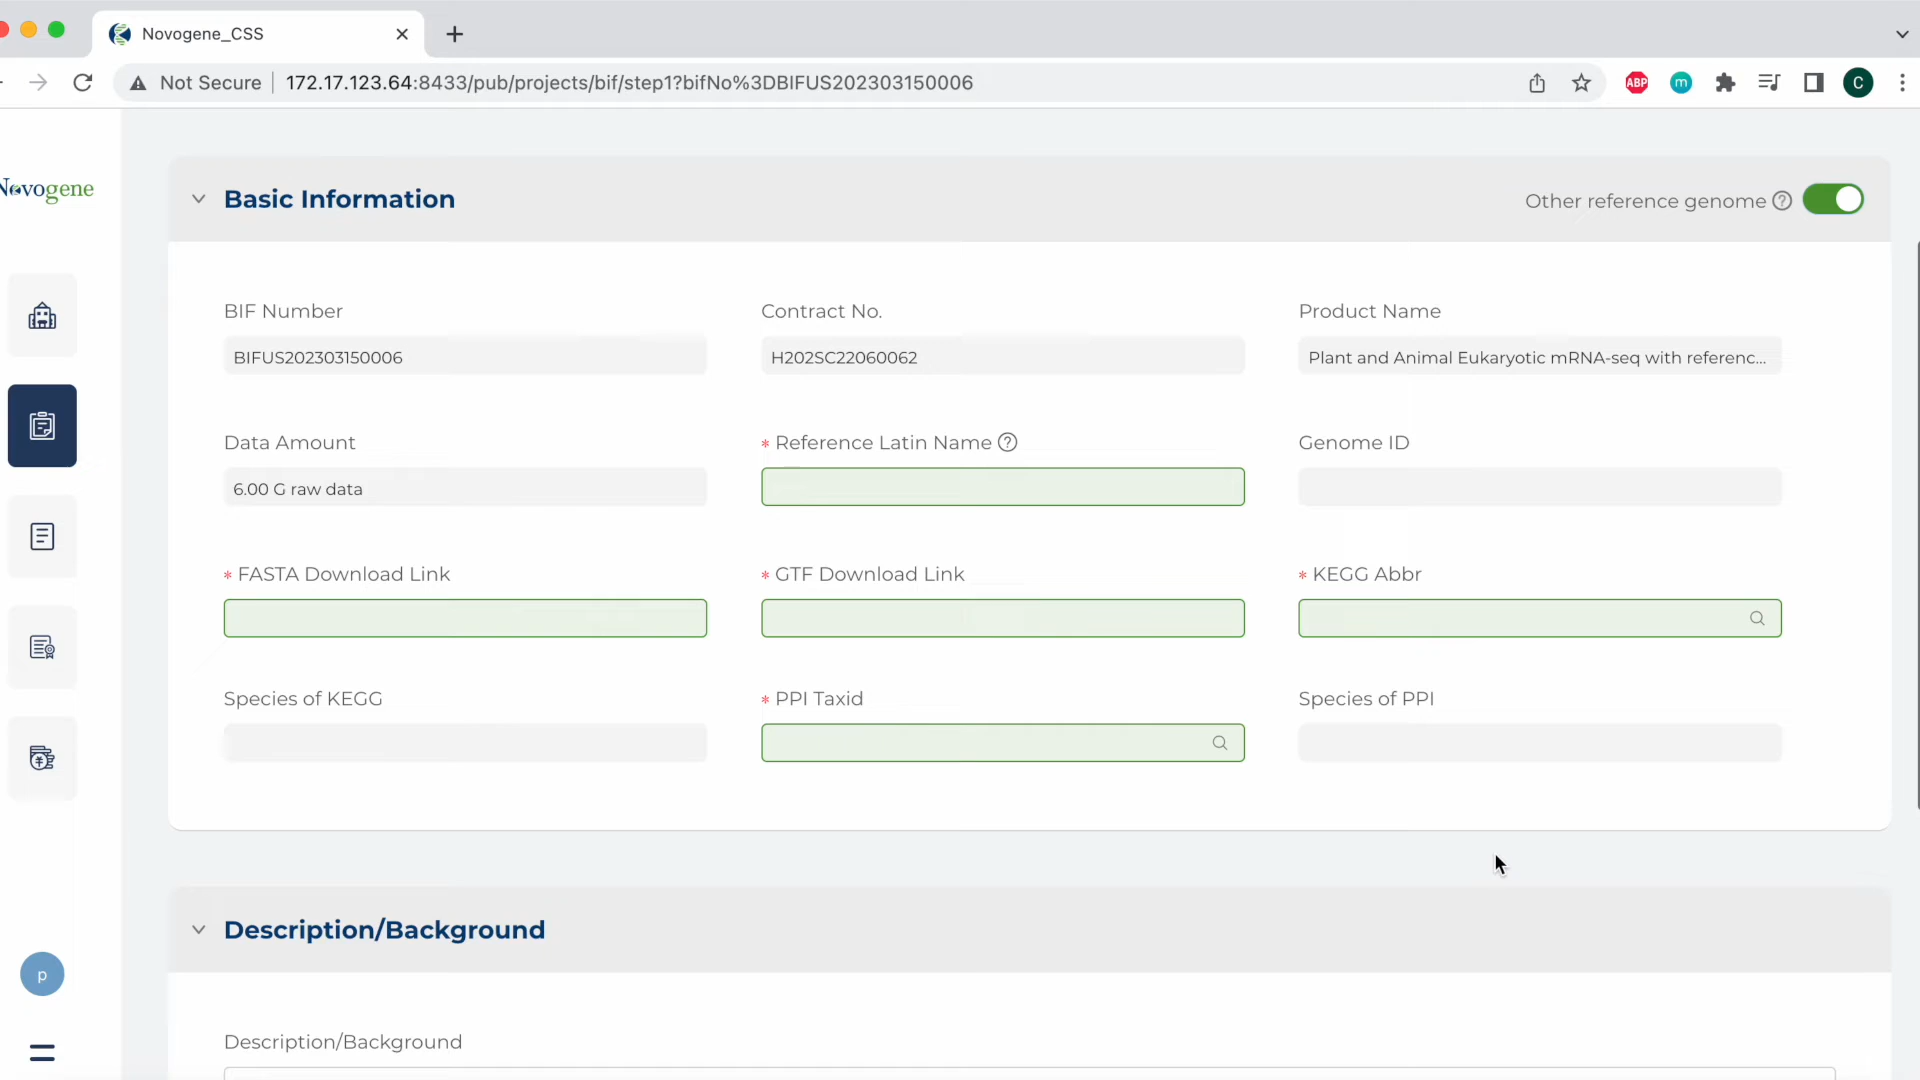 Novogene_CSS
Not Secure
172.17.123.64:8433/pub/projects/bif/step1?bifNo%3DBIFUS202303150006
ABP
m
C
Novogene
Basic Information
Other reference genome ?
BIF Number
Contract No.
Product Name
BIFUS202303150006
H202SC22060062
Plant and Animal Eukaryotic mRNA-seq with referenc...
Data Amount
* Reference Latin Name ?
Genome ID
6.00 G raw data
* FASTA Download Link
* GTF Download Link
* KEGG Abbr
Species of KEGG
* PPI Taxid
Species of PPI
¥
Description/Background
p
Description/Background